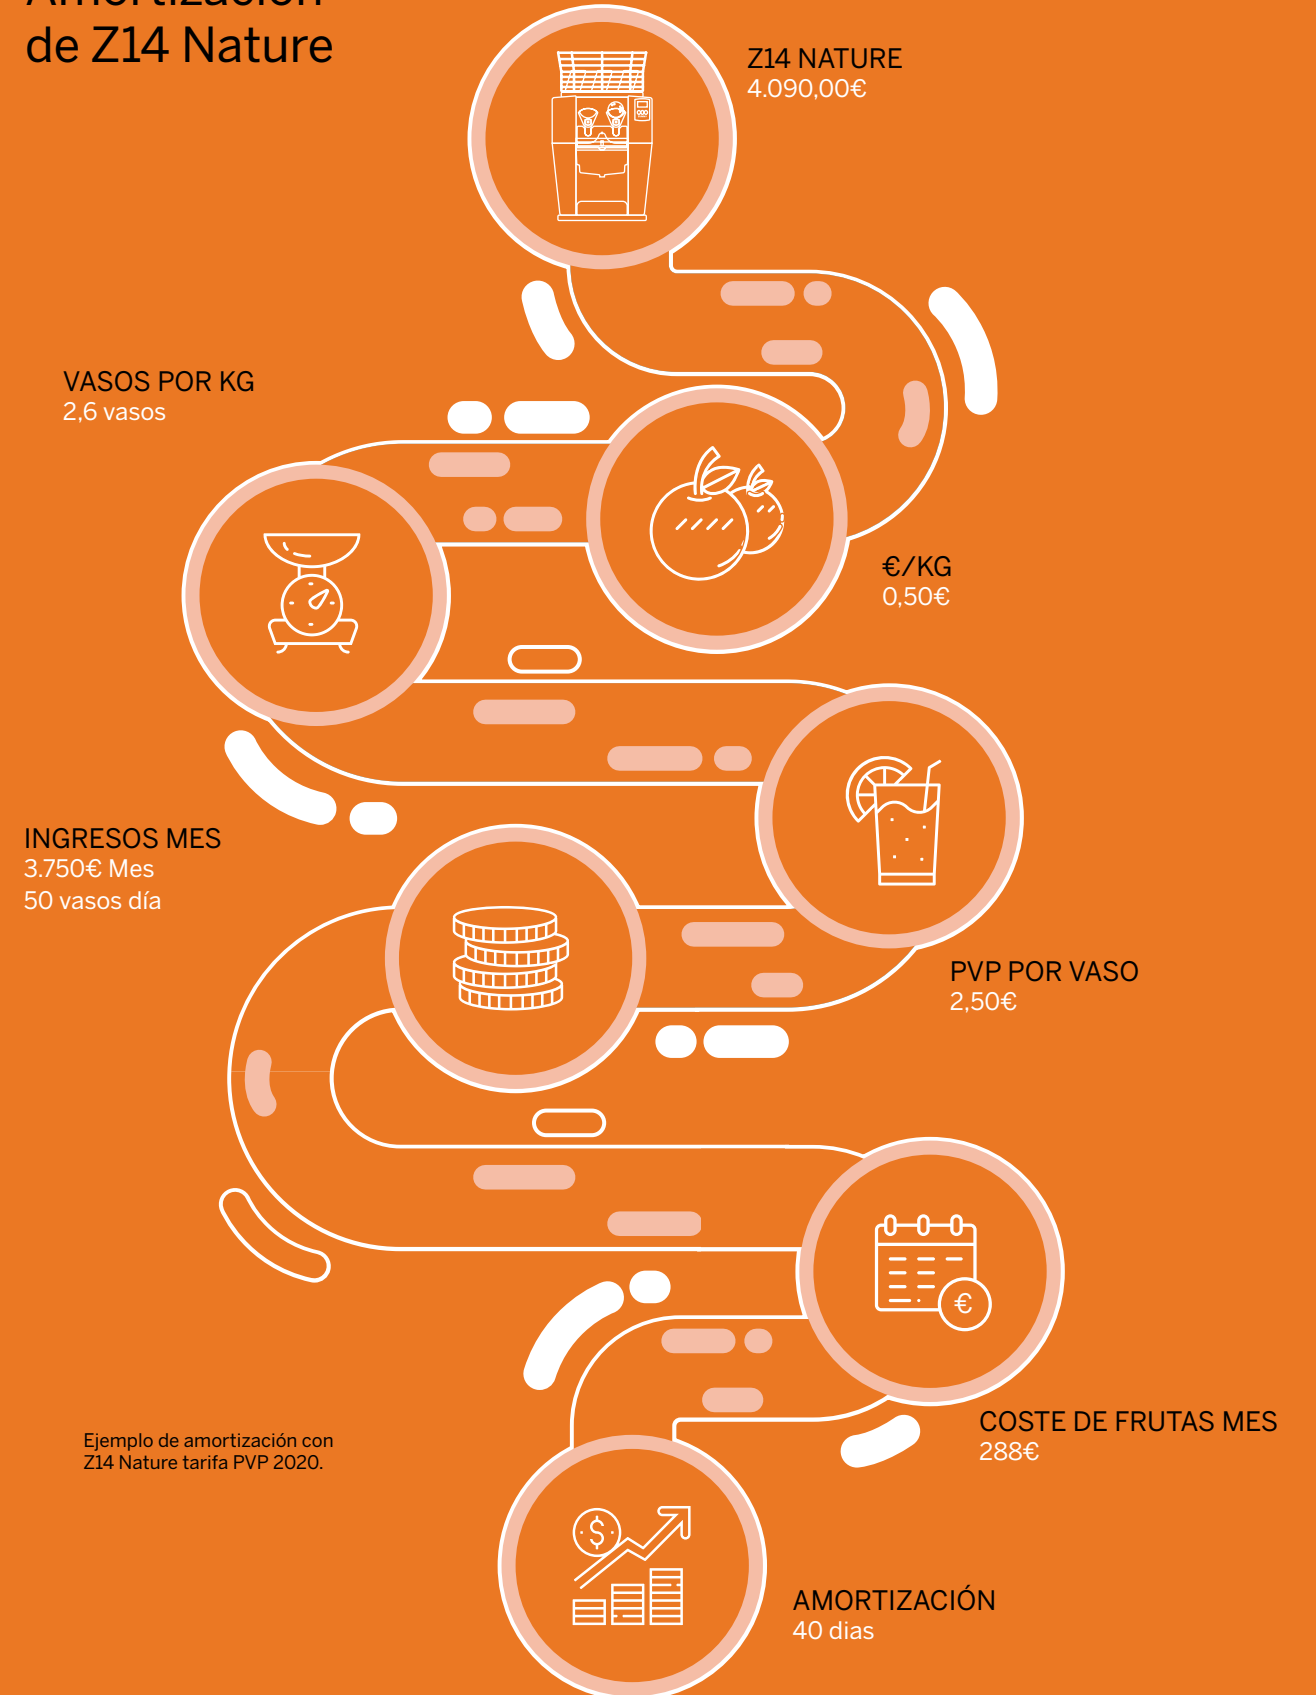 Amortización
de Z14 Nature
Z14 NATURE
4.090,00€
VASOS POR KG
2,6 vasos
€/KG
0,50€
INGRESOS MES
3.750€ Mes
50 vasos día
PVP POR VASO
2,50€
€
COSTE DE FRUTAS MES
288€
Ejemplo de amortización con
Z14 Nature tarifa PVP 2020.
$
AMORTIZACIÓN
40 dias